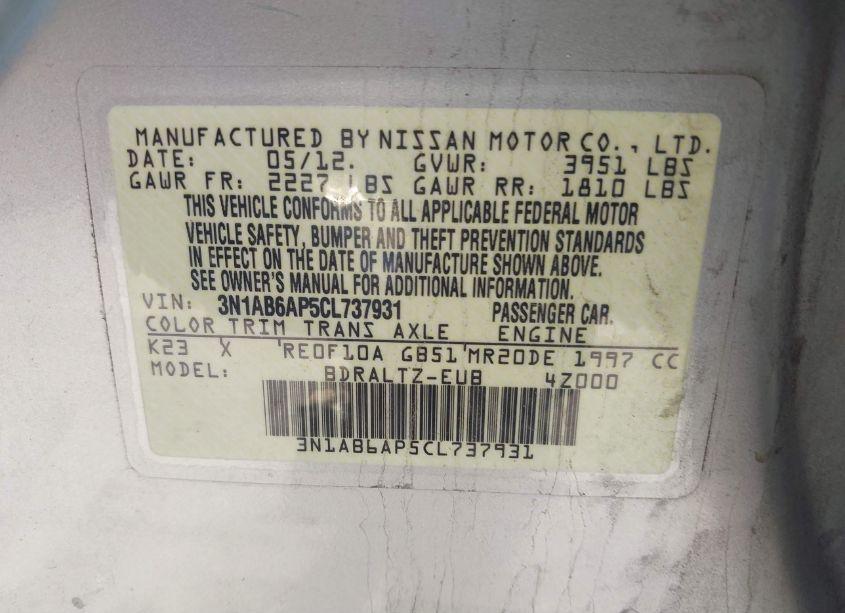 MANUFACTURED BY NISSAN MOTOR CO., LTD.
DATE: 05/12. GVWR: 3951 LBS
GAWR FR: 2227 LBS GAWR RR: 1810 LBS
THIS VEHICLE CONFORMS TO ALL APPLICABLE FEDERAL MOTOR
VEHICLE SAFETY, BUMPER AND THEFT PREVENTION STANDARDS
IN EFFECT ON THE DATE OF MANUFACTURE SHOWN ABOVE.
SEE OWNER'S MANUAL FOR ADDITIONAL INFORMATION.
VIN: 3N1AB6AP5CL737931 PASSENGER CAR.
COLOR TRIM TRANS AXLE ENGINE
K23 X 'RE0F10A GB51'MR20DE 1997 CC
MODEL: BDRALTZ-EUB 4Z000
3N1AB6AP5CL737931